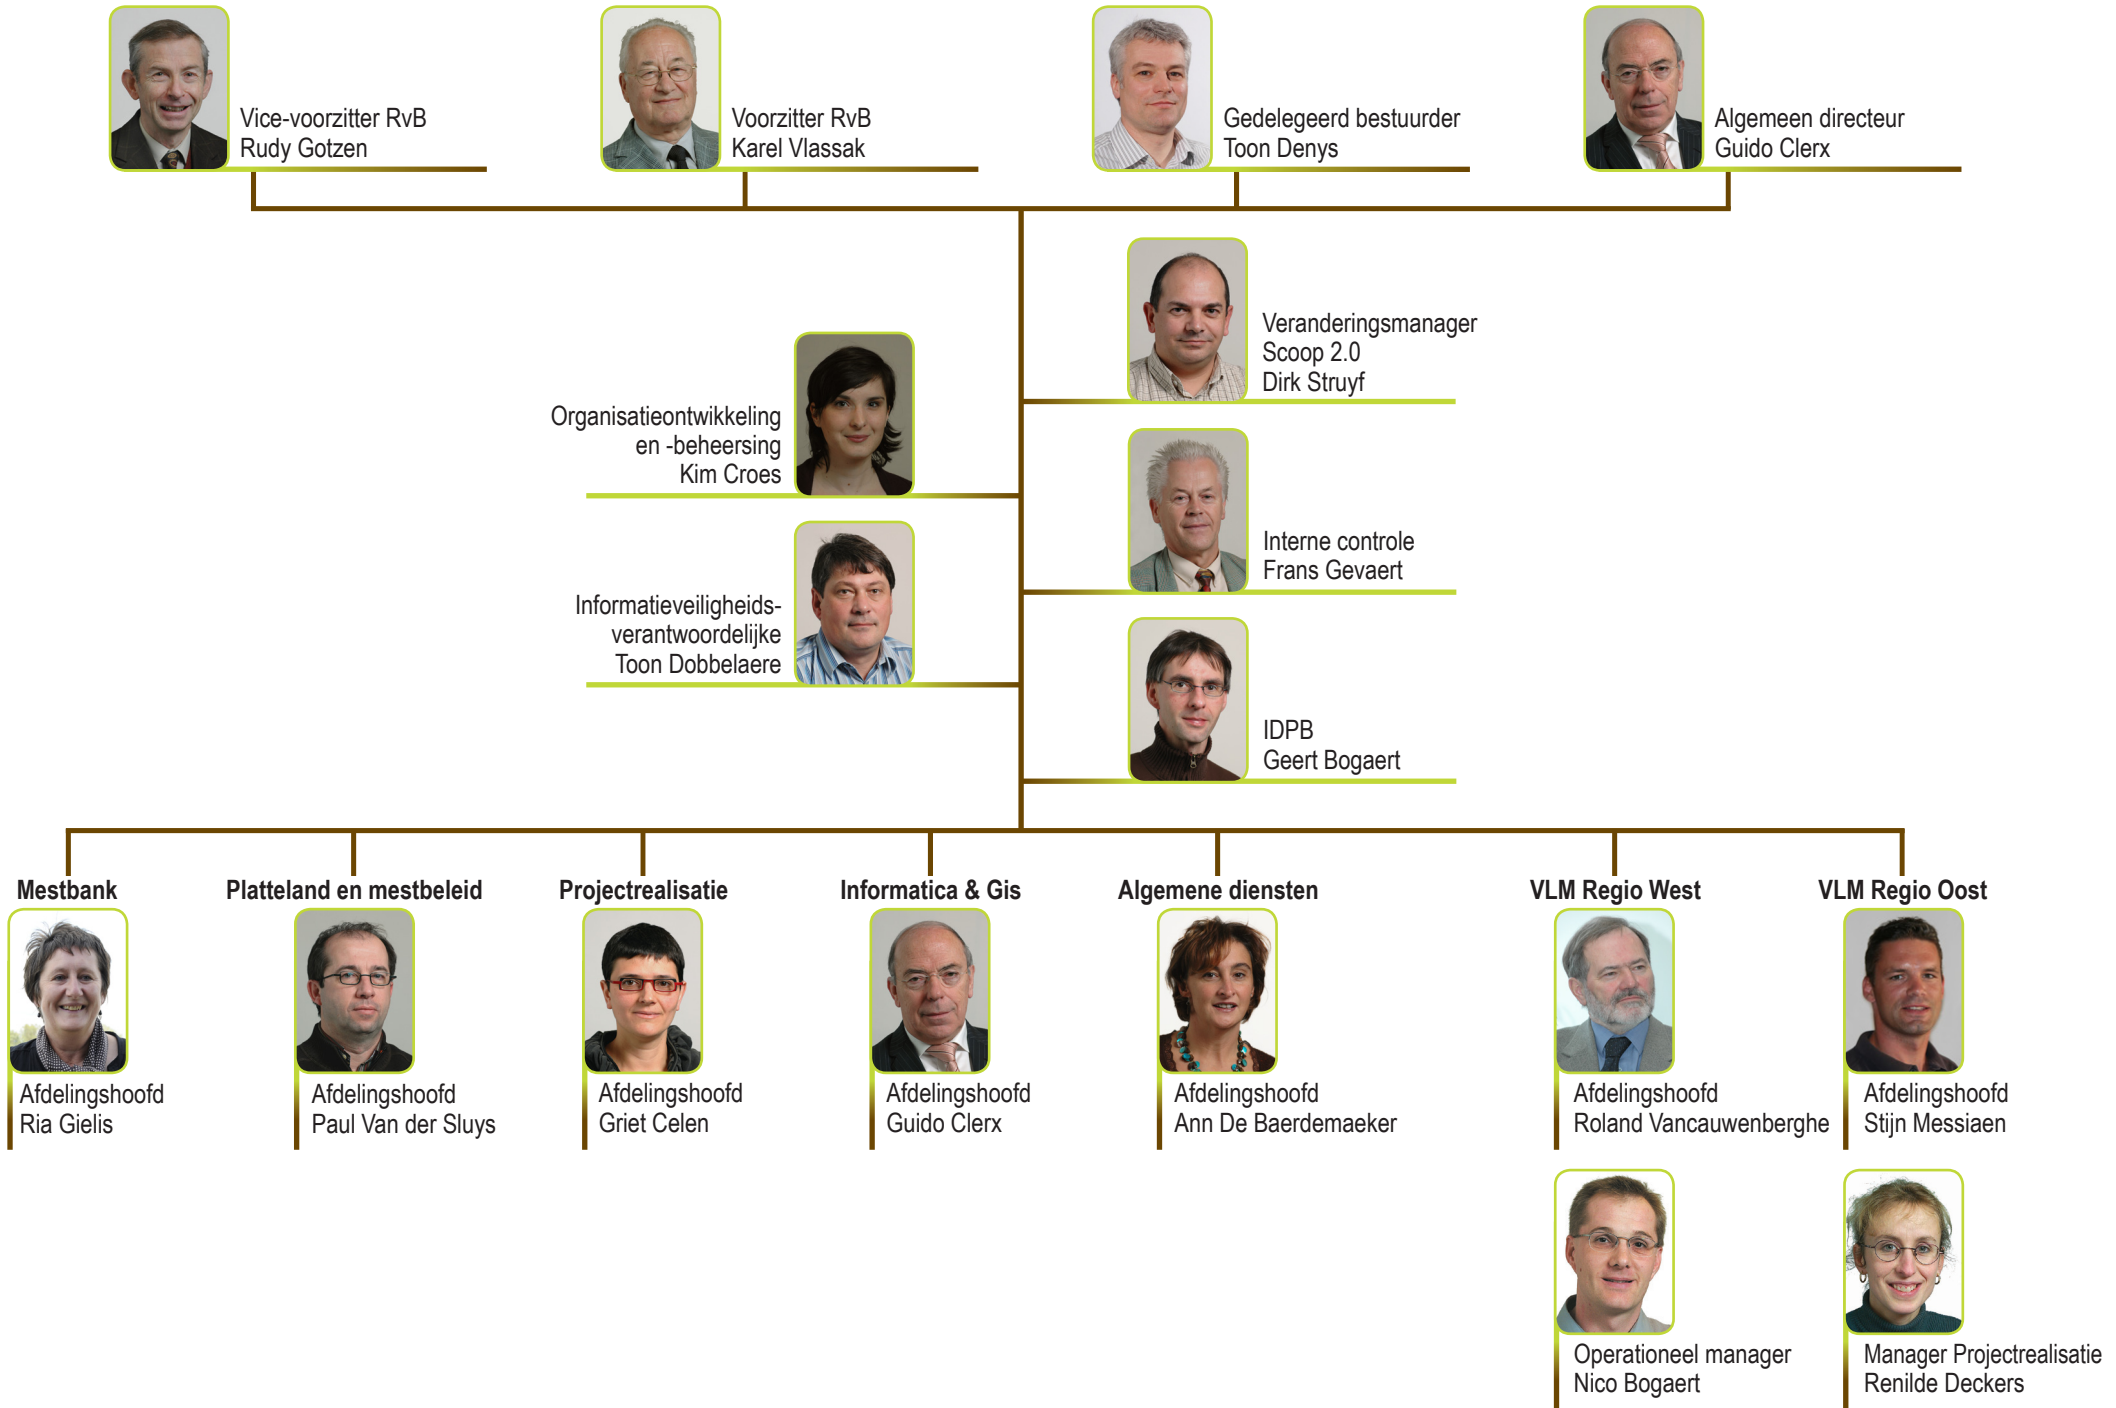 Vice-voorzitter RvB
Rudy Gotzen
Voorzitter RvB
Karel Vlassak
Gedelegeerd bestuurder
Toon Denys
Algemeen directeur
Guido Clerx
Veranderingsmanager
Scoop 2.0
Dirk Struyf
Organisatieontwikkeling
en -beheersing
Kim Croes
Interne controle
Frans Gevaert
Informatieveiligheids-
verantwoordelijke
Toon Dobbelaere
IDPB
Geert Bogaert
Mestbank
Afdelingshoofd
Ria Gielis
Platteland en mestbeleid
Afdelingshoofd
Paul Van der Sluys
Projectrealisatie
Afdelingshoofd
Griet Celen
Informatica & Gis
Afdelingshoofd
Guido Clerx
Algemene diensten
Afdelingshoofd
Ann De Baerdemaeker
VLM Regio West
Afdelingshoofd
Roland Vancauwenberghe
Operationeel manager
Nico Bogaert
VLM Regio Oost
Afdelingshoofd
Stijn Messiaen
Manager Projectrealisatie
Renilde Deckers